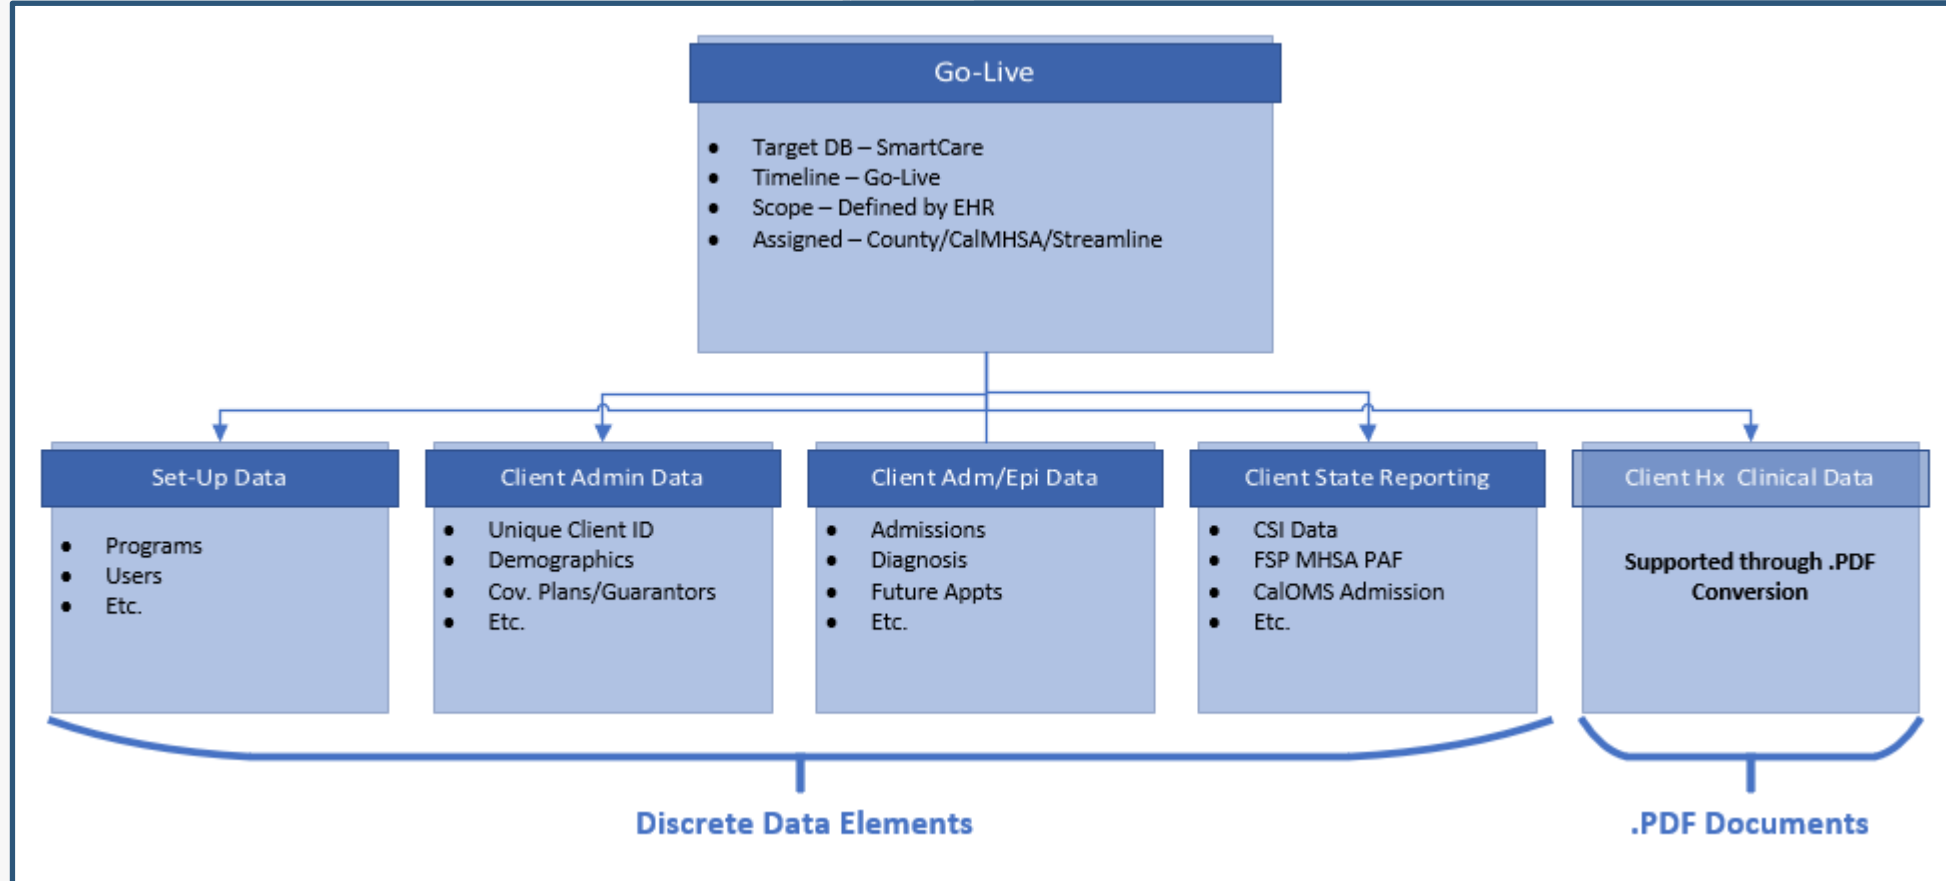 Go-Live
● Target DB – SmartCare
● Timeline – Go-Live
● Scope – Defined by EHR
● Assigned – County/CalMHSA/Streamline
Set-Up Data
● Programs
● Users
● Etc.
Client Admin Data
● Unique Client ID
● Demographics
● Cov. Plans/Guarantors
● Etc.
Client Adm/Epi Data
● Admissions
● Diagnosis
● Future Appts
● Etc.
Client State Reporting
● CSI Data
● FSP MHSA PAF
● CalOMS Admission
● Etc.
Client Hx Clinical Data
Supported through .PDF
Conversion
Discrete Data Elements
.PDF Documents